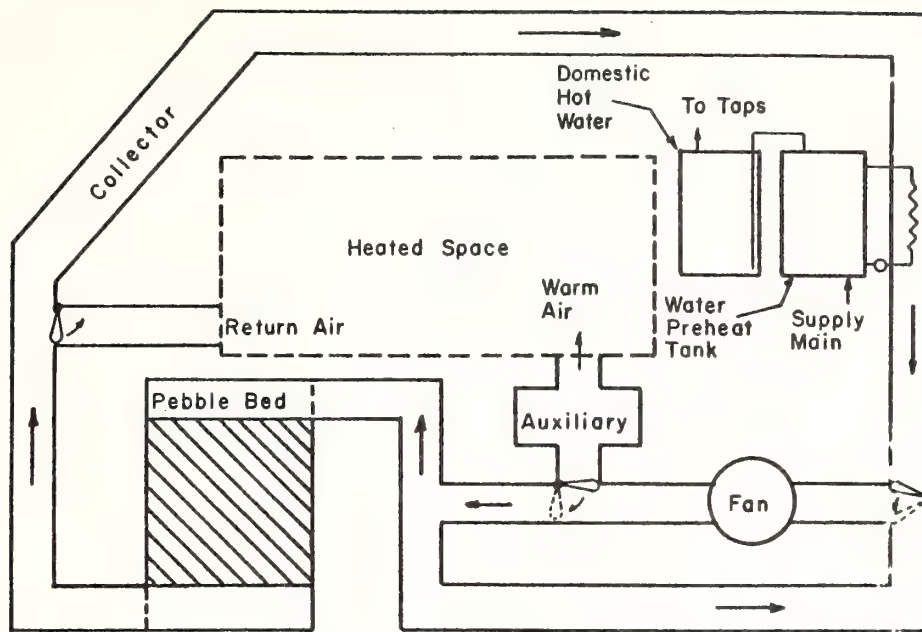 Collector
Domestic
Hot
Water
To Taps
Heated Space
Warm
Air
Water
Preheat
Tank
Supply
Main
Return Air
Pebble Bed
Auxiliary
Fan